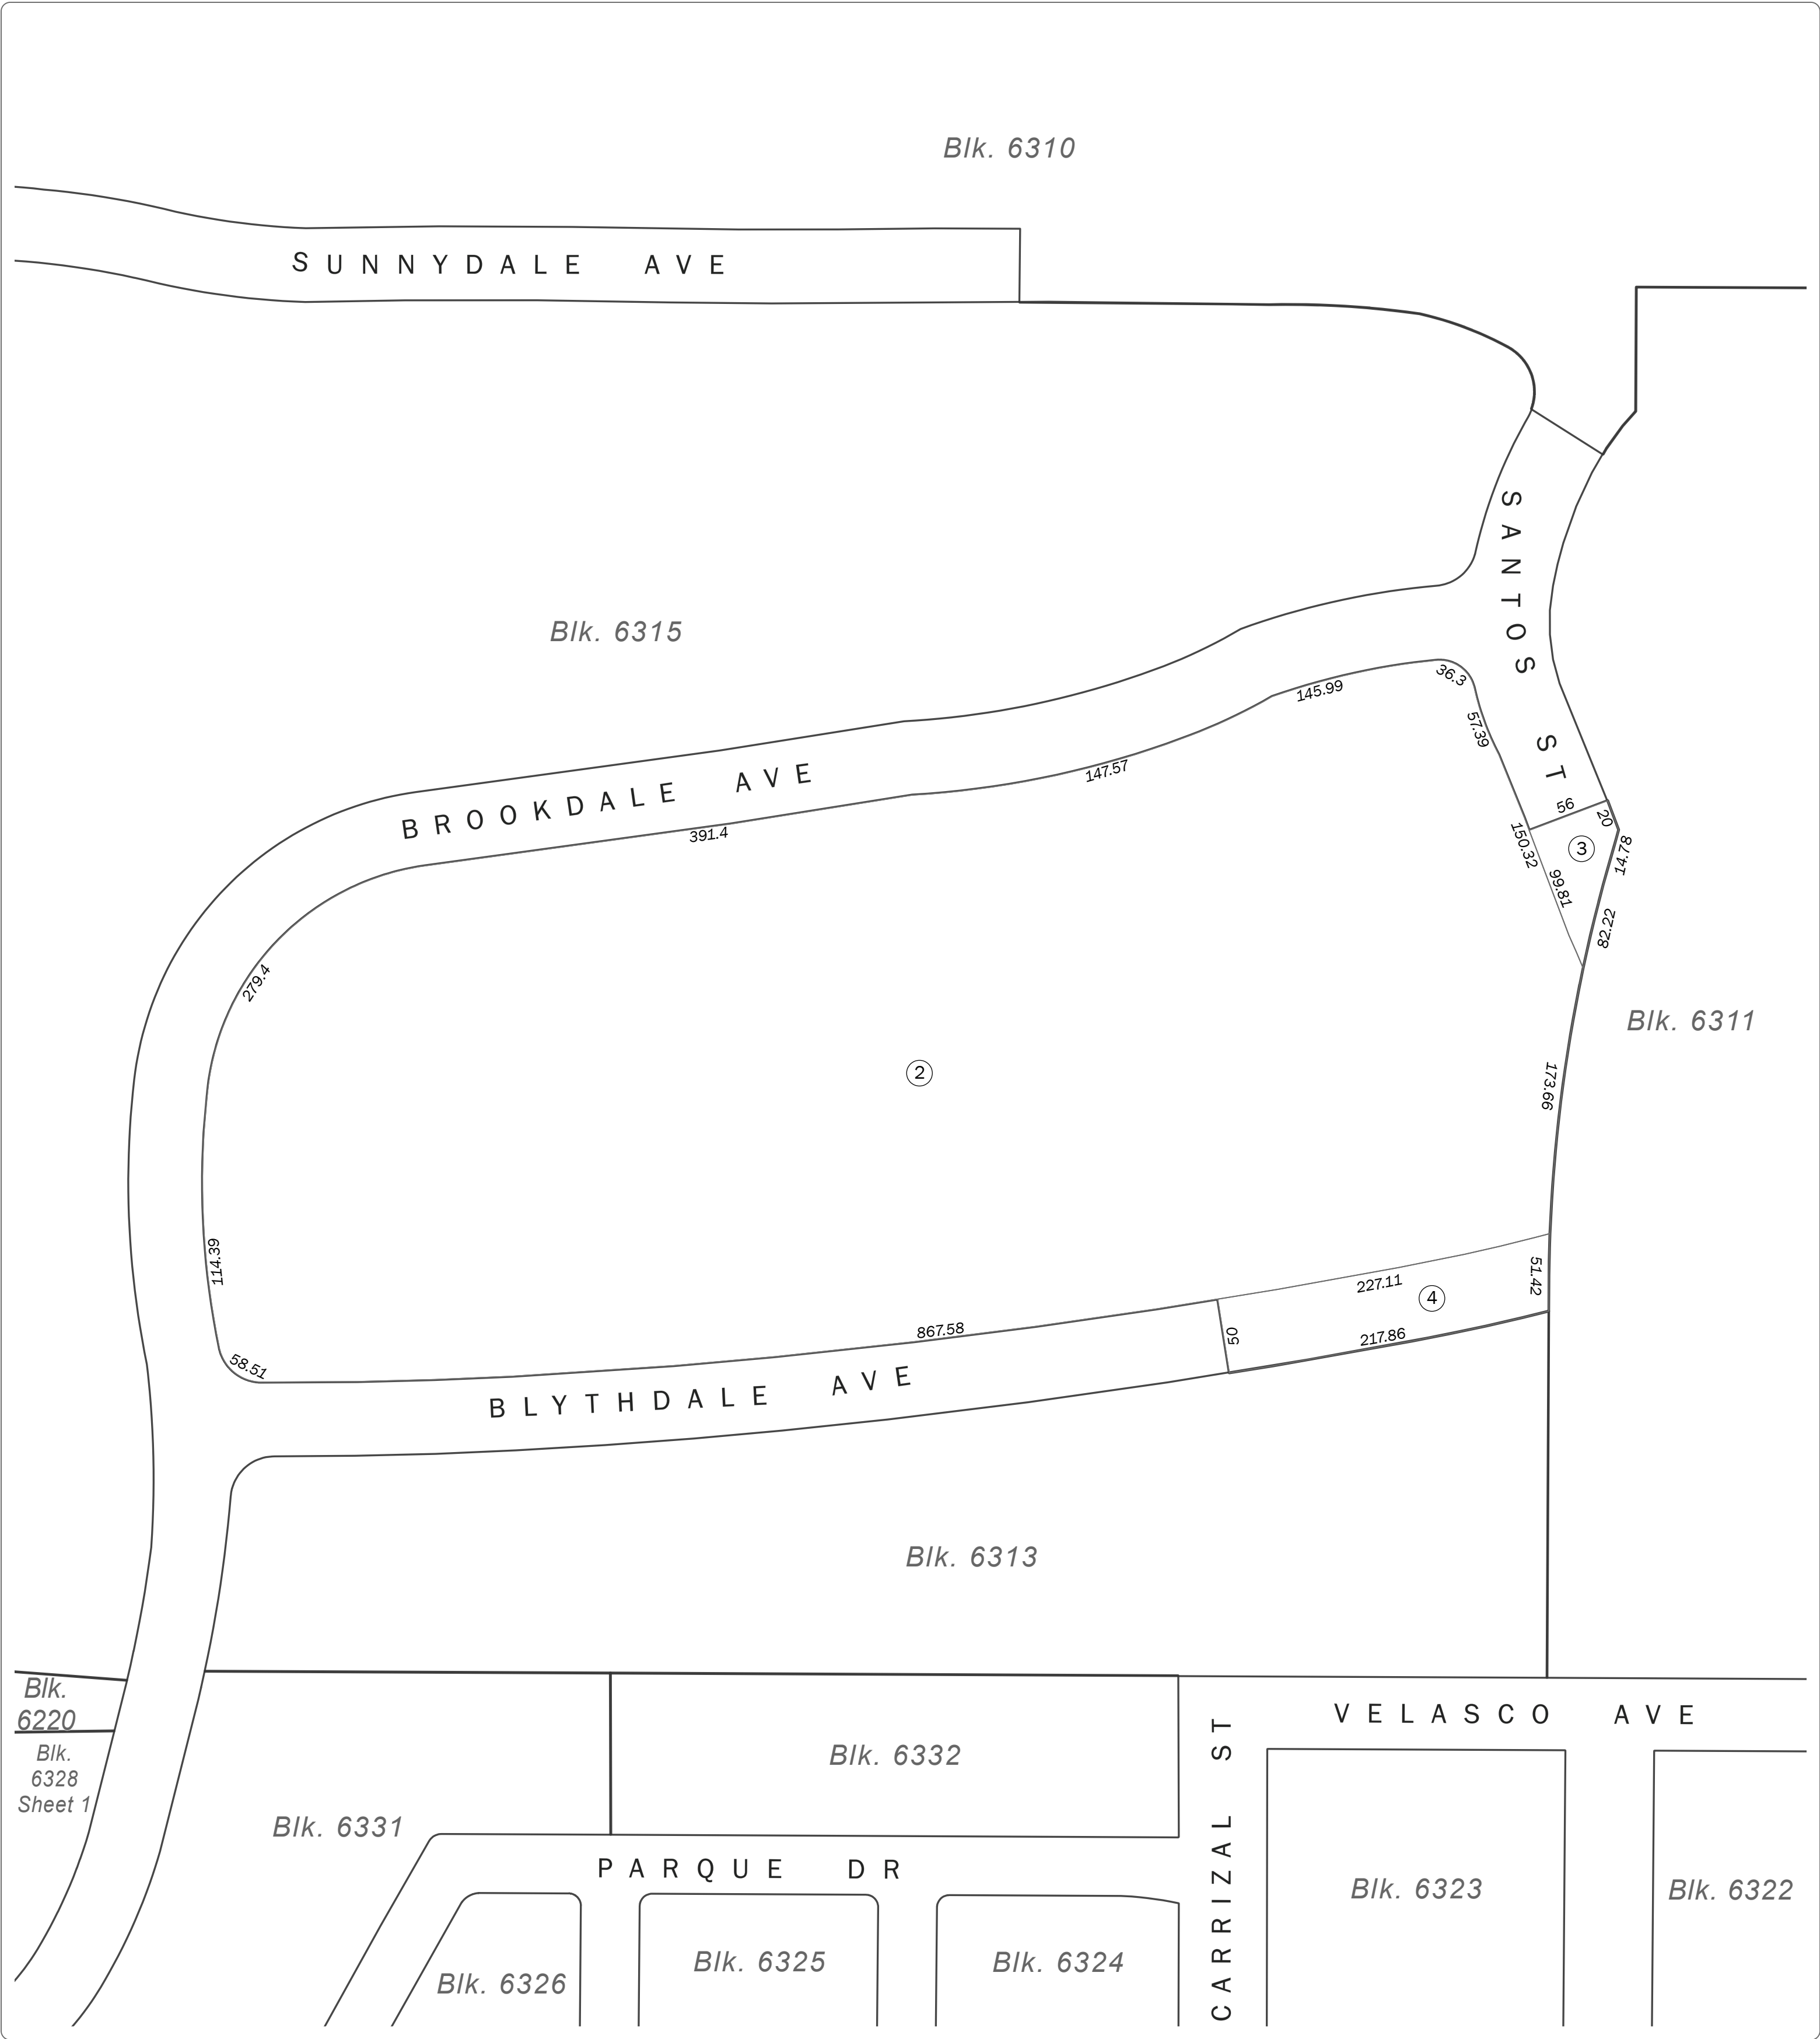 Blk. 6310
SUNNYDALE AVE
SANTOS ST
Blk. 6315
36.3
145.99
57.39
147.57
BROOKDALE AVE
391.4
56
20
150.32
3
14.78
99.81
82.22
279.4
Blk. 6311
2
173.66
114.39
51.42
227.11
4
867.58
50
217.86
58.51
BLYTHDALE AVE
Blk. 6313
Blk.
6220
VELASCO AVE
Blk.
6328
Sheet 1
Blk. 6332
Blk. 6331
PARQUE DR
CARRIZAL ST
Blk. 6323
Blk. 6322
Blk. 6326
Blk. 6325
Blk. 6324